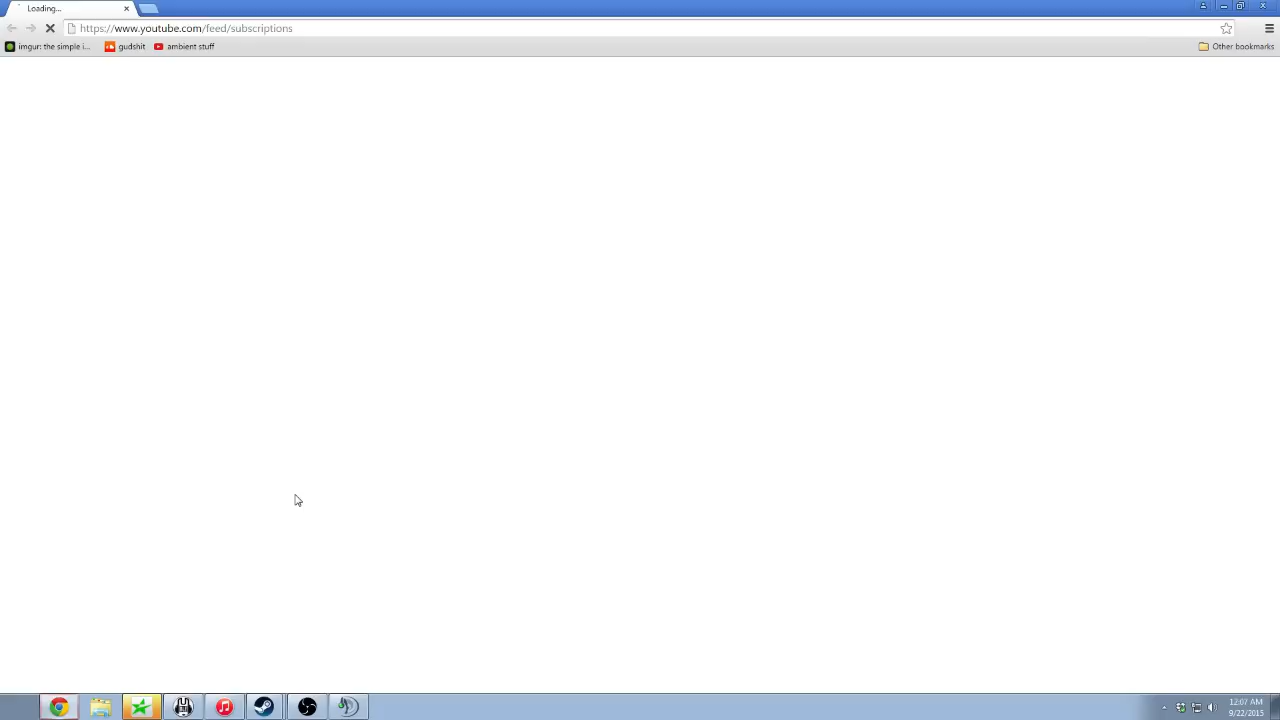 Loading...
https://www.youtube.com/feed/subscriptions
imgur: the simple i...
gudshit
ambient stuff
Other bookmarks
12:07 AM
9/22/2015